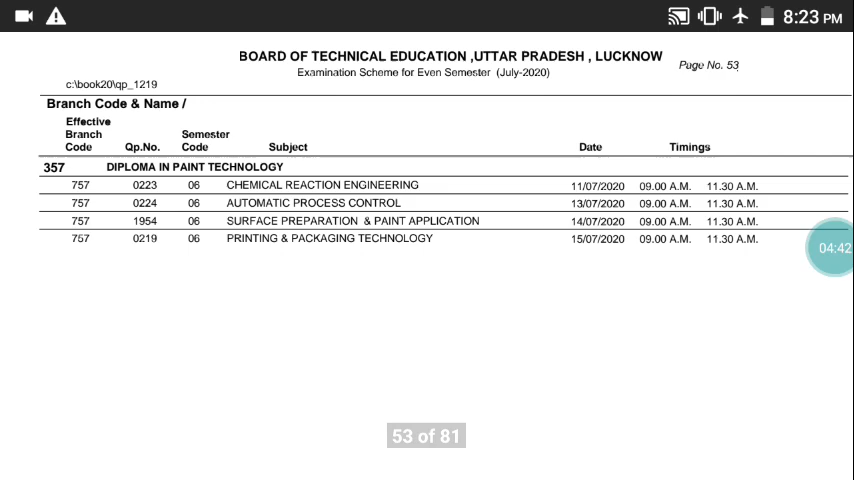 8:23 PM
BOARD OF TECHNICAL EDUCATION ,UTTAR PRADESH , LUCKNOW
Examination Scheme for Even Semester (July-2020)
Page No. 53
c:\book20\qp_1219
Branch Code & Name /
Effective Branch Code Qp.No. Semester Code Subject Date Timings
357 DIPLOMA IN PAINT TECHNOLOGY
757 0223 06 CHEMICAL REACTION ENGINEERING 11/07/2020 09.00 A.M. 11.30 A.M.
757 0224 06 AUTOMATIC PROCESS CONTROL 13/07/2020 09.00 A.M. 11.30 A.M.
757 1954 06 SURFACE PREPARATION & PAINT APPLICATION 14/07/2020 09.00 A.M. 11.30 A.M.
757 0219 06 PRINTING & PACKAGING TECHNOLOGY 15/07/2020 09.00 A.M. 11.30 A.M.
04:42
53 of 81